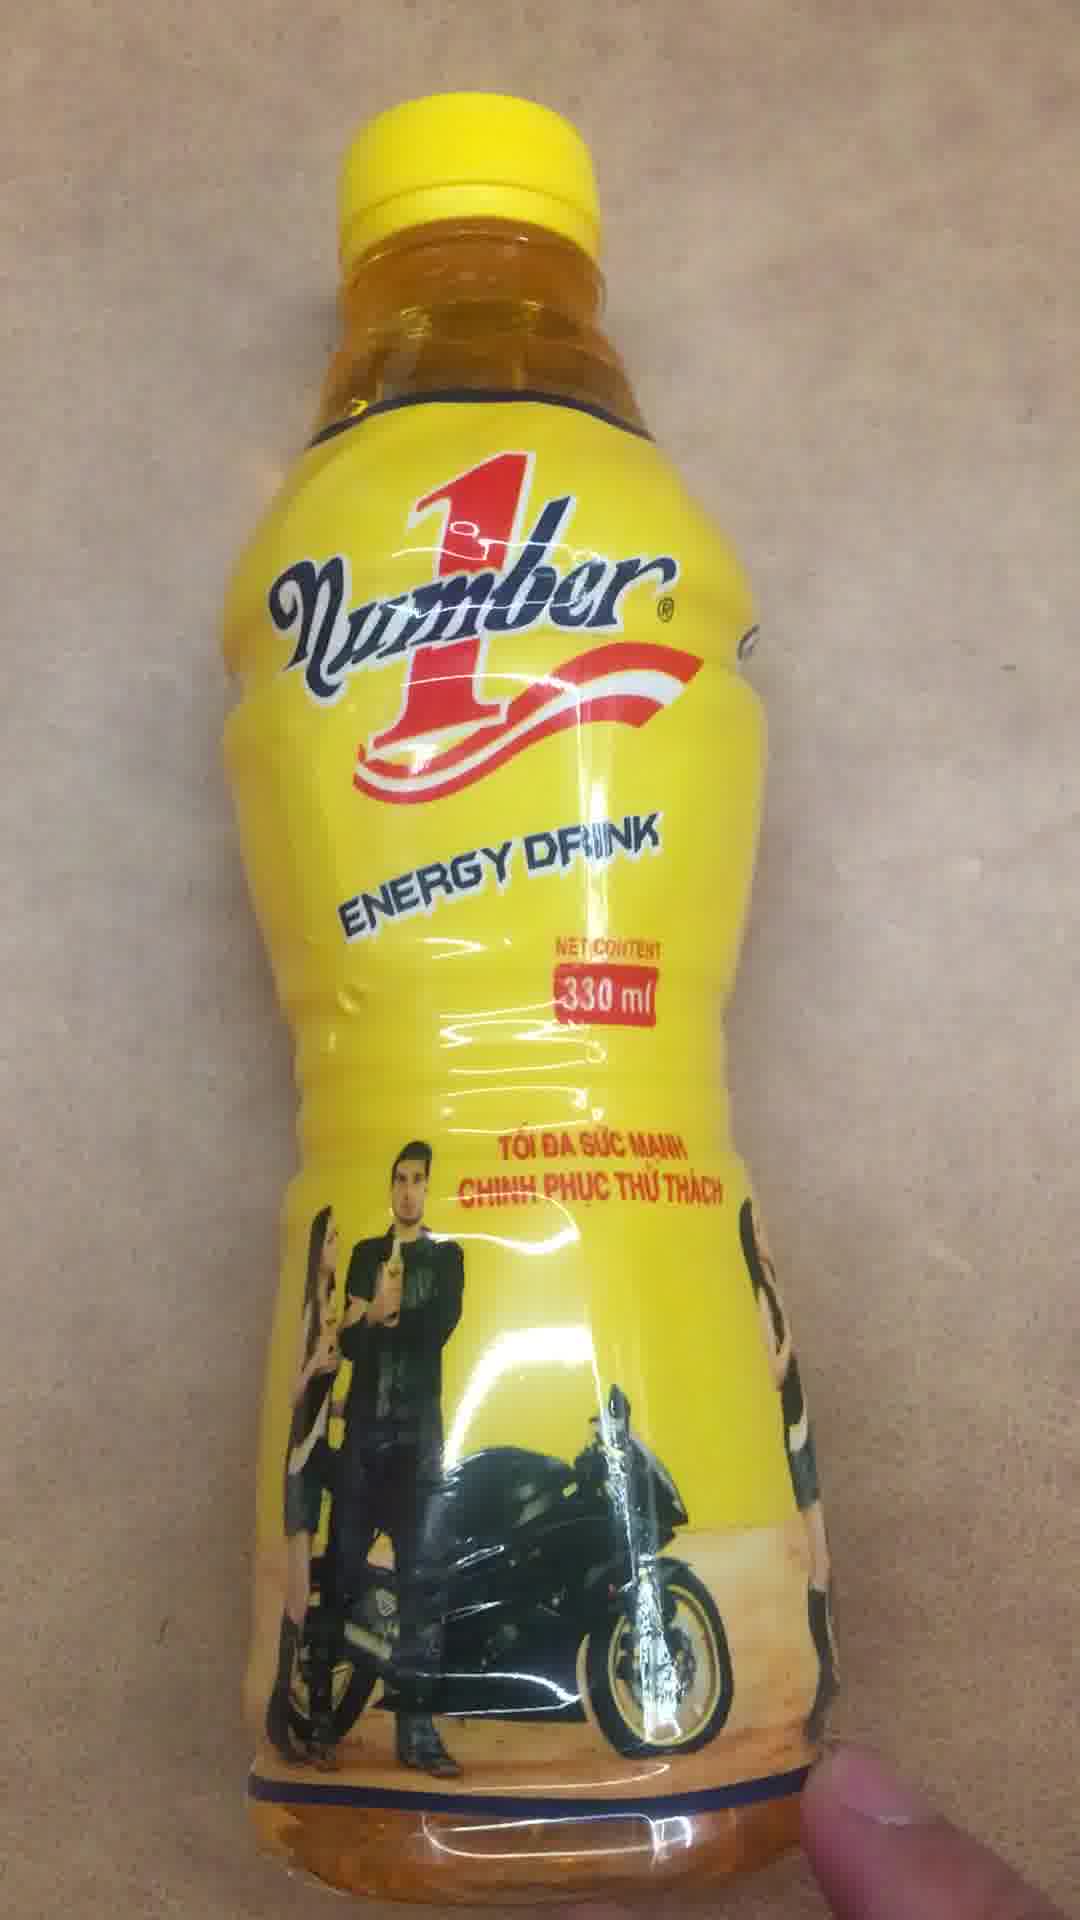 Number 1®
ENERGY DRINK
NET CONTENT
330 ml
TỐI ĐA SỨC MẠNH
CHINH PHỤC THỬ THÁCH